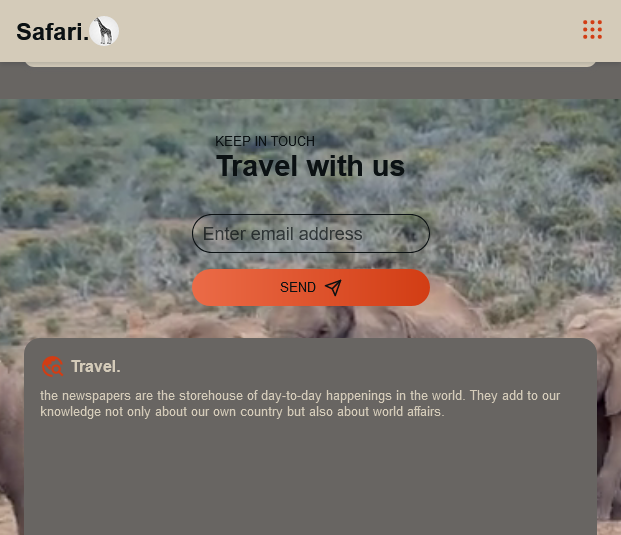 Safari.
KEEP IN TOUCH
Travel with us
Enter email address
SEND
Travel.
the newspapers are the storehouse of day-to-day happenings in the world. They add to our
knowledge not only about our own country but also about world affairs.